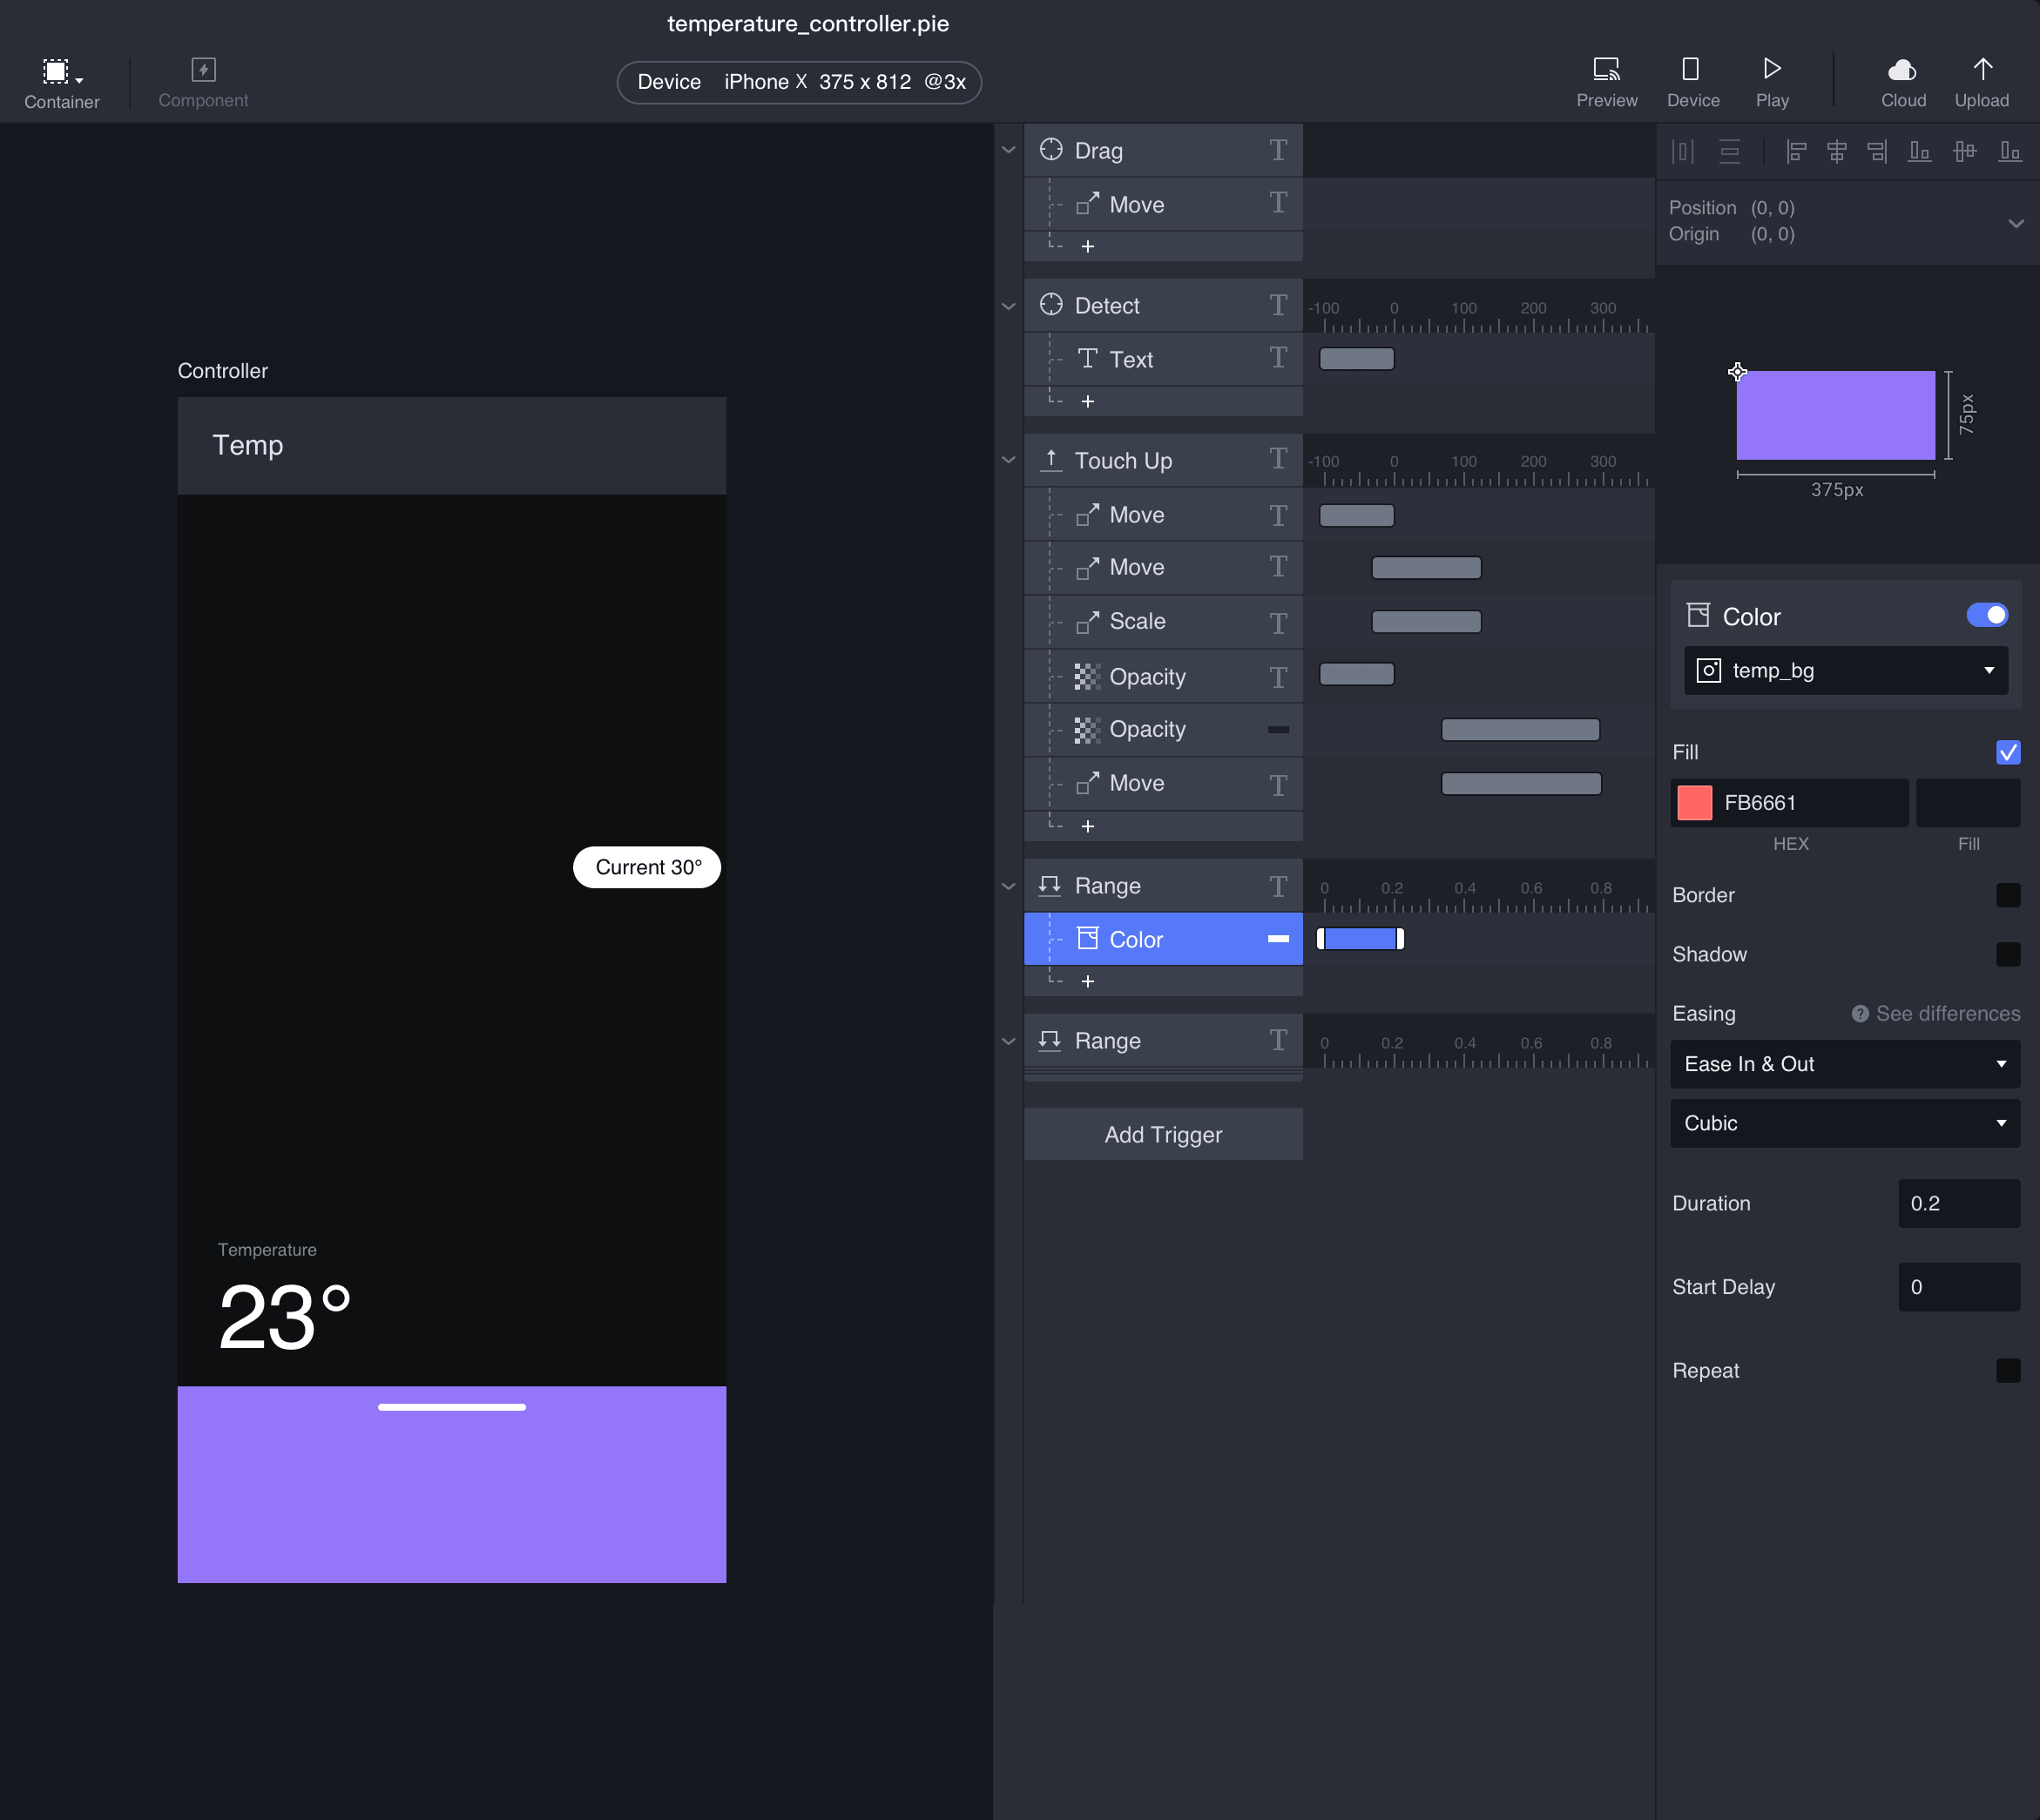 temperature_controller.pie
Container
Component
Device iPhone X 375 x 812 @3x
Preview
Device
Play
Cloud
Upload
Controller
Temp
Current 30°
Temperature
23°
Drag T
Move T
+
Detect T
-100 0 100 200 300
Text T
+
Touch Up T
-100 0 100 200 300
Move T
Move T
Scale T
Opacity T
Opacity
Move T
+
Range T
0 0.2 0.4 0.6 0.8
Color
+
Range T
0 0.2 0.4 0.6 0.8
Add Trigger
Position (0, 0)
Origin (0, 0)
75px
375px
Color
temp_bg
Fill
FB6661
HEX Fill
Border
Shadow
Easing ? See differences
Ease In & Out
Cubic
Duration 0.2
Start Delay 0
Repeat